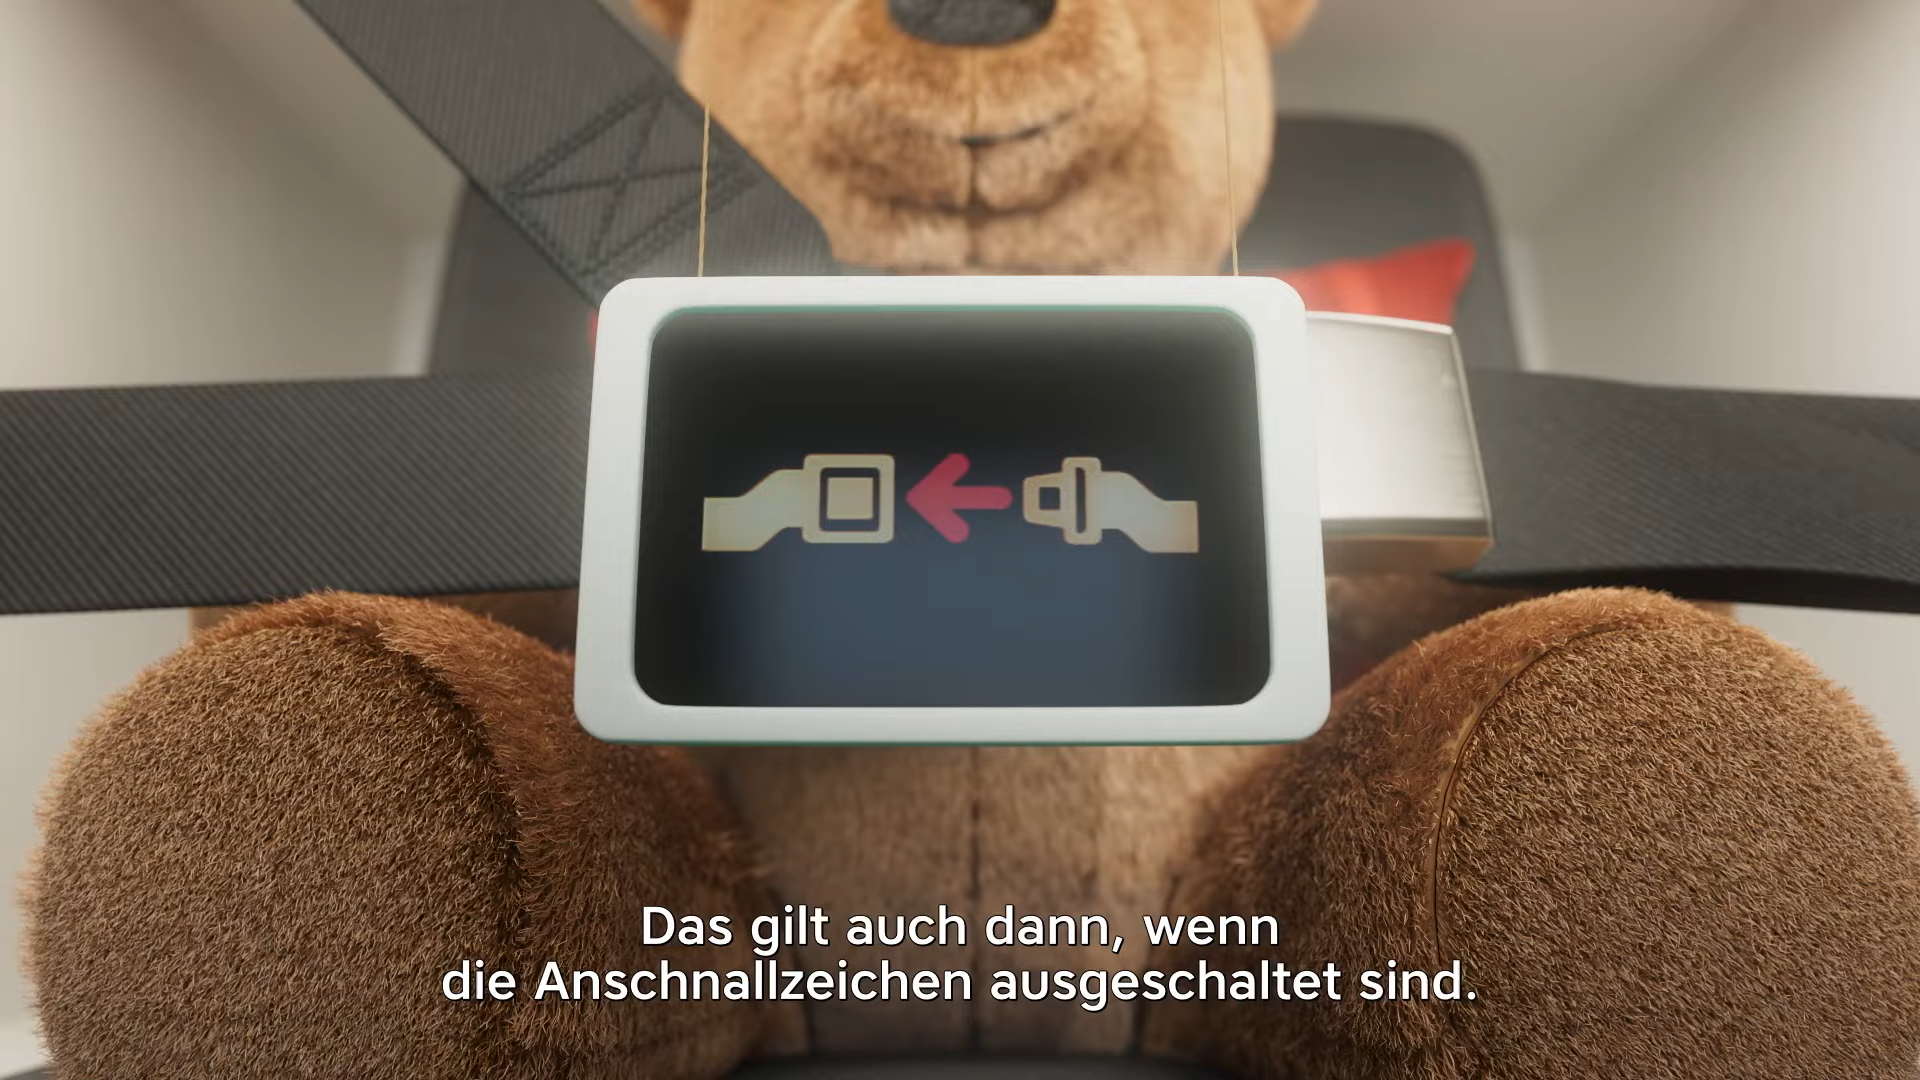 Das gilt auch dann, wenn
die Anschnallzeichen ausgeschaltet sind.